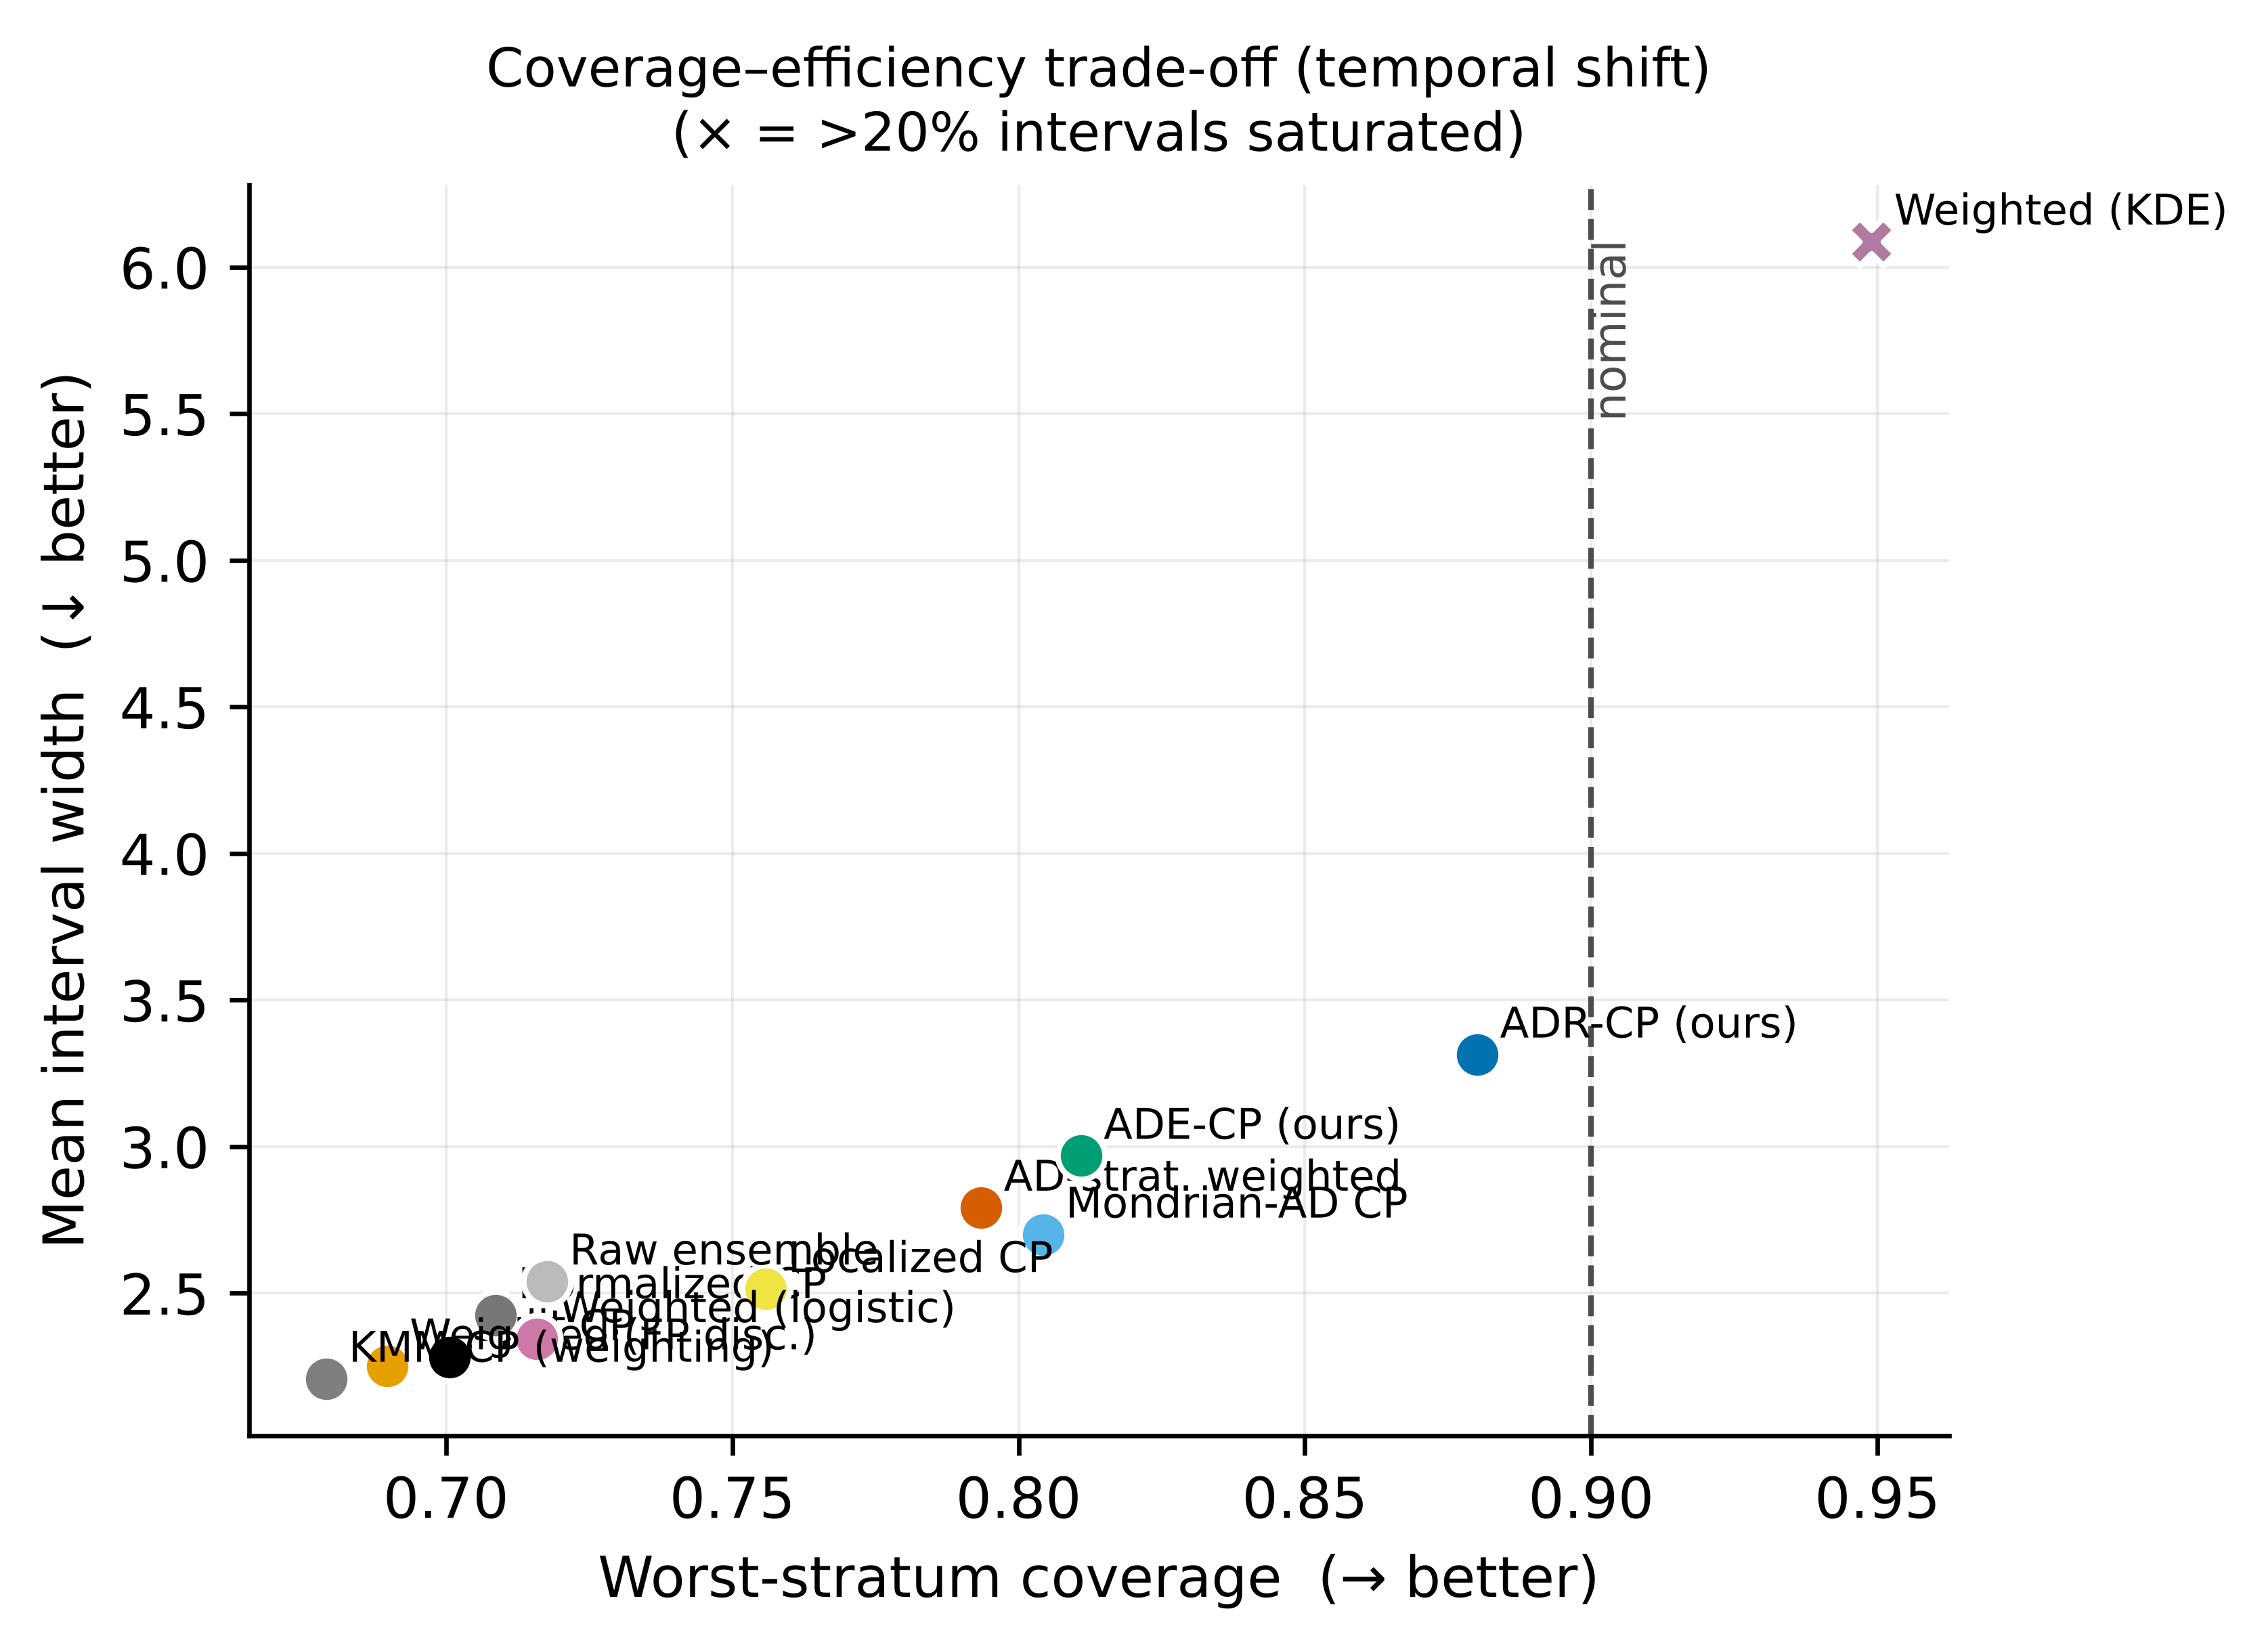 Coverage–efficiency trade-off (temporal shift)
(× = >20% intervals saturated)
Mean interval width (↓ better)
6.0
5.5
5.0
4.5
4.0
3.5
3.0
2.5
nominal
Weighted (KDE)
ADR-CP (ours)
ADE-CP (ours)
weighted
Mondrian-AD CP
Raw ensemble
CP
Weighted (logistic)
disc.)
(weighting)
0.70
0.75
0.80
0.85
0.90
0.95
Worst-stratum coverage (→ better)